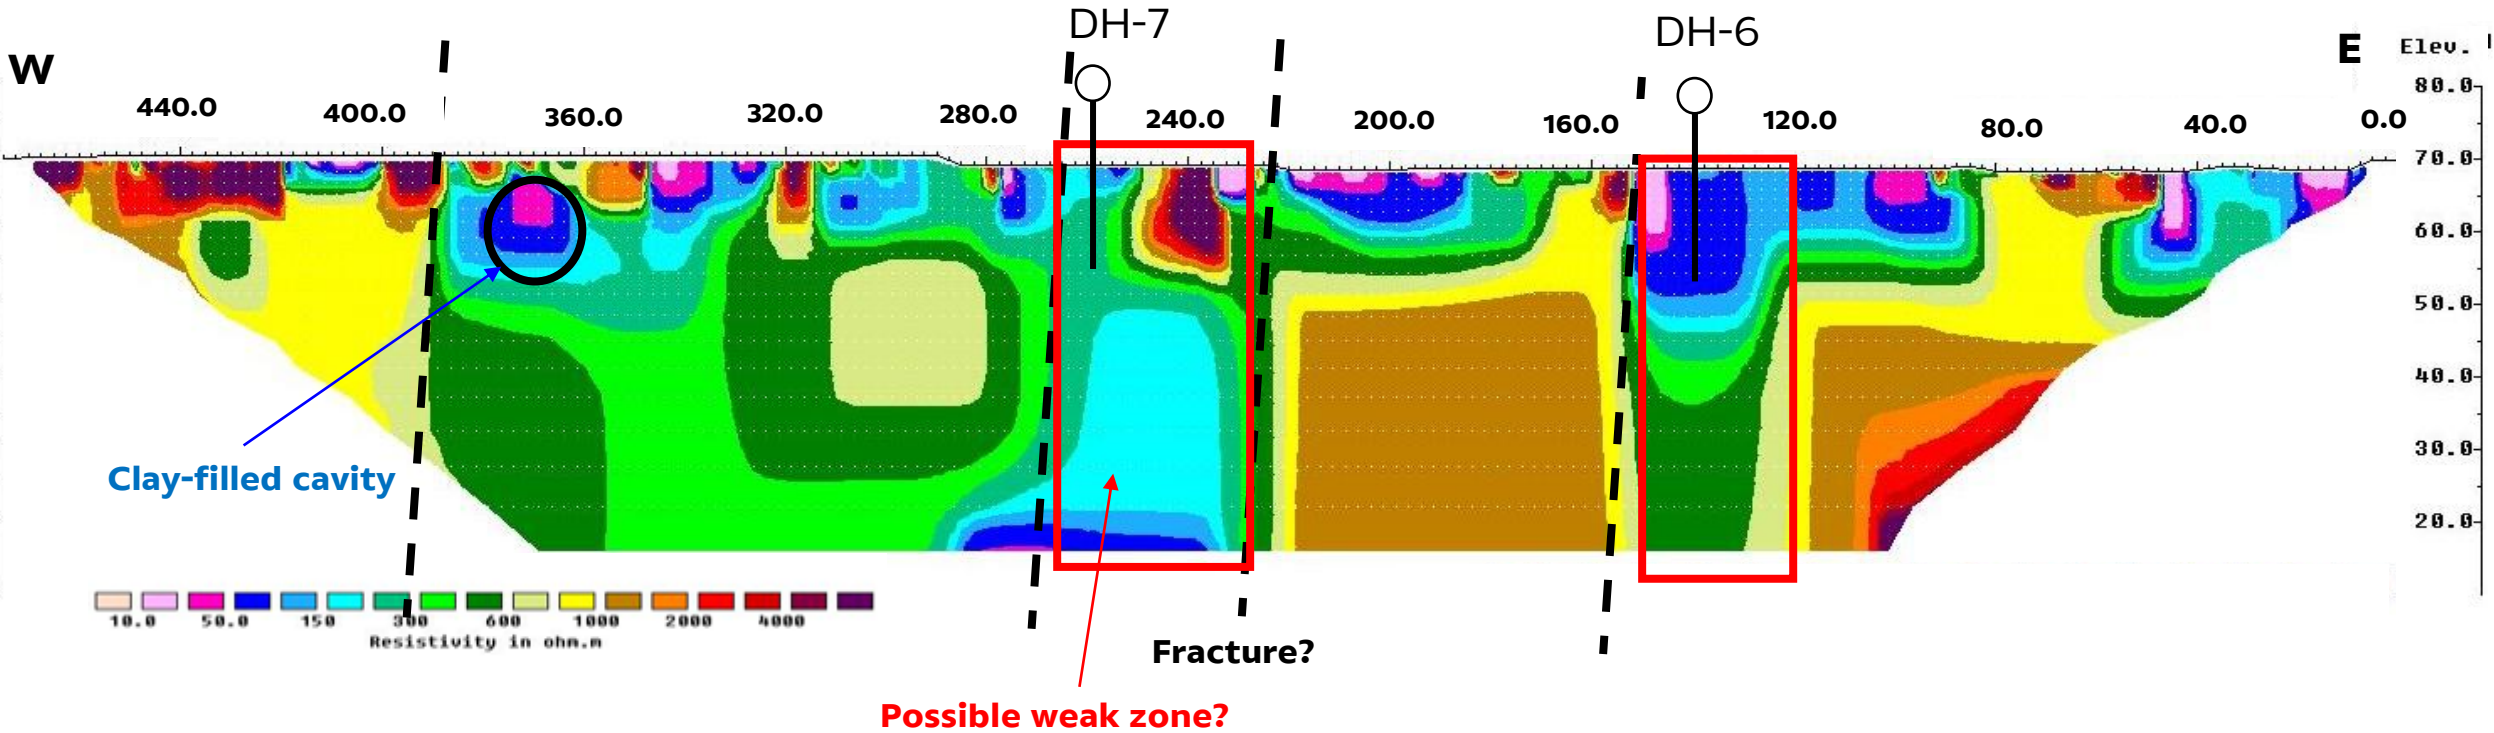 DH-7
DH-6
W
E
Elev.
440.0
400.0
360.0
320.0
280.0
240.0
200.0
160.0
120.0
80.0
40.0
0.0
80.0
70.0
60.0
50.0
40.0
30.0
20.0
Clay-filled cavity
10.0 50.0 150 300 600 1000 2000 4000
Resistivity in ohm.m
Fracture?
Possible weak zone?